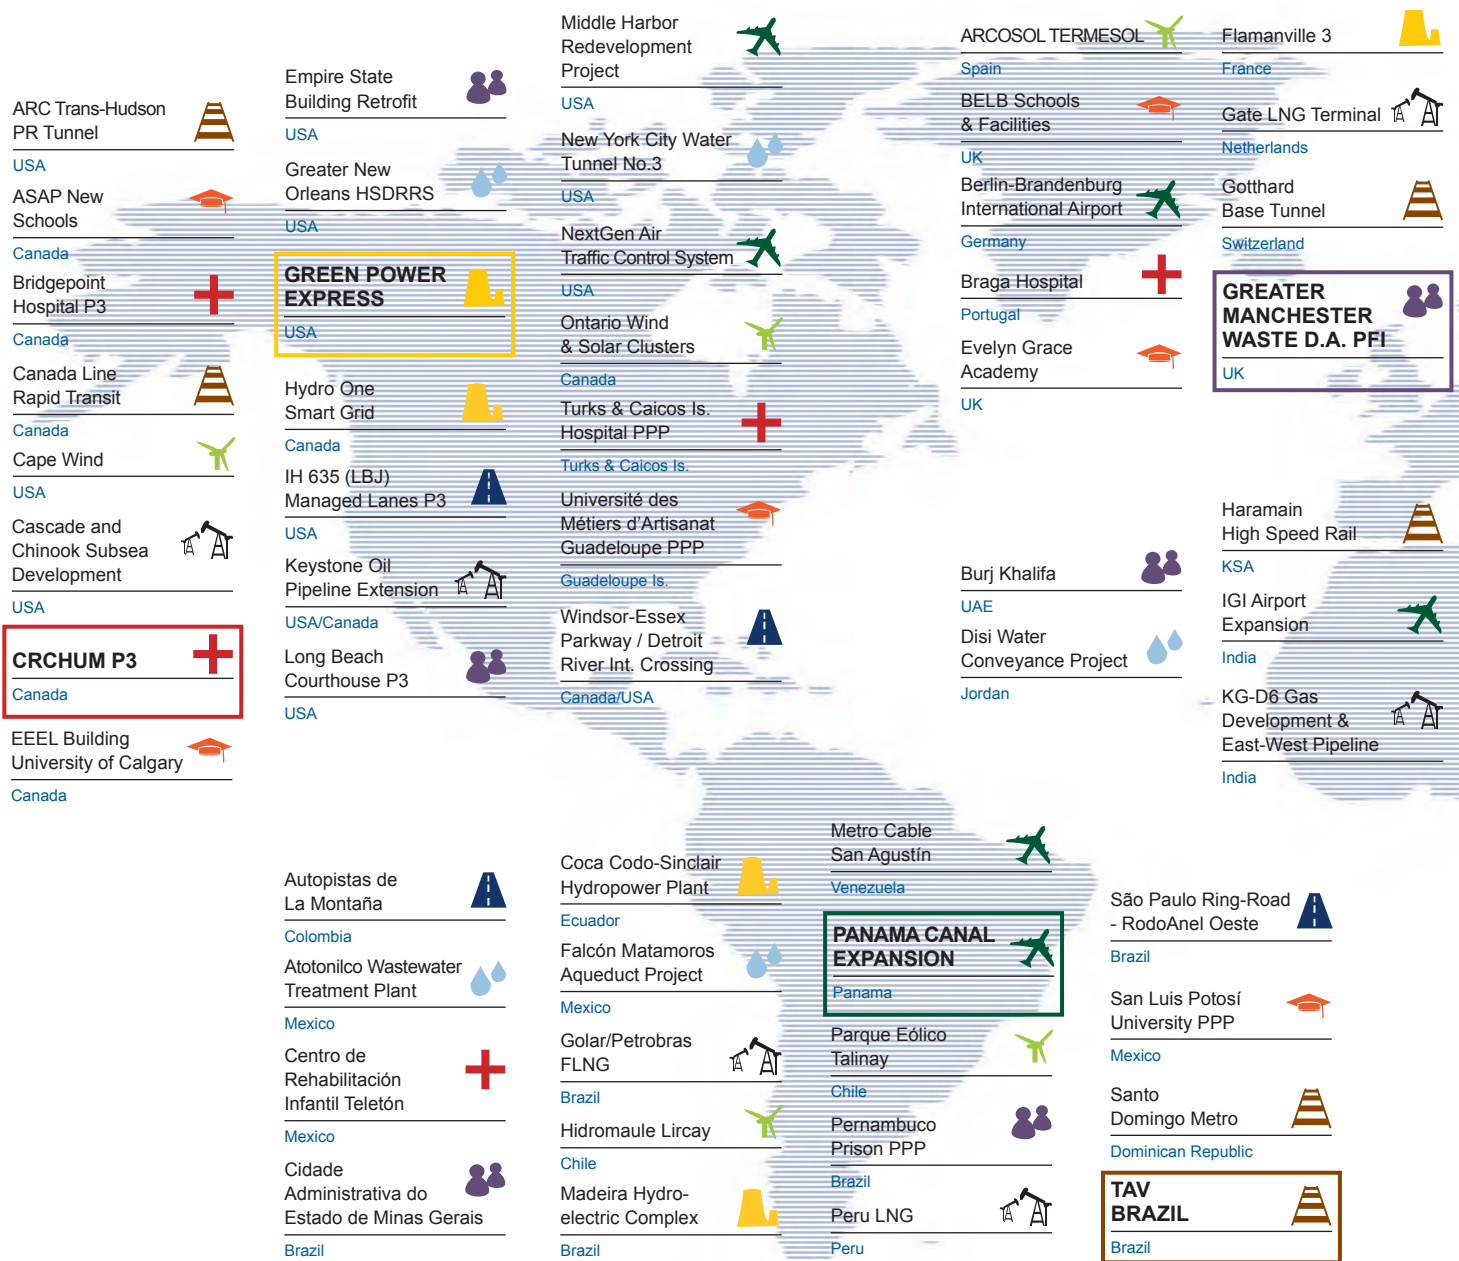 ARC Trans-Hudson
PR Tunnel
USA
ASAP New
Schools
Canada
Bridgepoint
Hospital P3
Canada
Canada Line
Rapid Transit
Canada
Cape Wind
USA
Cascade and
Chinook Subsea
Development
USA
CRCHUM P3
Canada
EEEL Building
University of Calgary
Canada
Empire State
Building Retrofit
USA
Greater New
Orleans HSDRRS
USA
GREEN POWER
EXPRESS
USA
Hydro One
Smart Grid
Canada
IH 635 (LBJ)
Managed Lanes P3
USA
Keystone Oil
Pipeline Extension
USA/Canada
Long Beach
Courthouse P3
USA
Middle Harbor
Redevelopment
Project
USA
New York City Water
Tunnel No.3
USA
NextGen Air
Traffic Control System
USA
Ontario Wind
& Solar Clusters
Canada
Turks & Caicos Is.
Hospital PPP
Turks & Caicos Is.
Université des
Métiers d'Artisanat
Guadeloupe PPP
Guadeloupe Is.
Windsor-Essex
Parkway / Detroit
River Int. Crossing
Canada/USA
ARCOSOL TERMESOL
Spain
BELB Schools
& Facilities
UK
Berlin-Brandenburg
International Airport
Germany
Braga Hospital
Portugal
Evelyn Grace
Academy
UK
Flamanville 3
France
Gate LNG Terminal
Netherlands
Gotthard
Base Tunnel
Switzerland
GREATER
MANCHESTER
WASTE D.A. PFI
UK
Burj Khalifa
UAE
Disi Water
Conveyance Project
Jordan
Haramain
High Speed Rail
KSA
IGI Airport
Expansion
India
KG-D6 Gas
Development &
East-West Pipeline
India
Autopistas de
La Montaña
Colombia
Atotonilco Wastewater
Treatment Plant
Mexico
Centro de
Rehabilitación
Infantil Teletón
Mexico
Cidade
Administrativa do
Estado de Minas Gerais
Brazil
Coca Codo-Sinclair
Hydropower Plant
Ecuador
Falcón Matamoros
Aqueduct Project
Mexico
Golar/Petrobras
FLNG
Brazil
Hidromaule Lircay
Chile
Madeira Hydro-
electric Complex
Brazil
Metro Cable
San Agustín
Venezuela
PANAMA CANAL
EXPANSION
Panama
Parque Eólico
Talinay
Chile
Pernambuco
Prison PPP
Brazil
Peru LNG
Peru
São Paulo Ring-Road
- RodoAnel Oeste
Brazil
San Luis Potosí
University PPP
Mexico
Santo
Domingo Metro
Dominican Republic
TAV
BRAZIL
Brazil